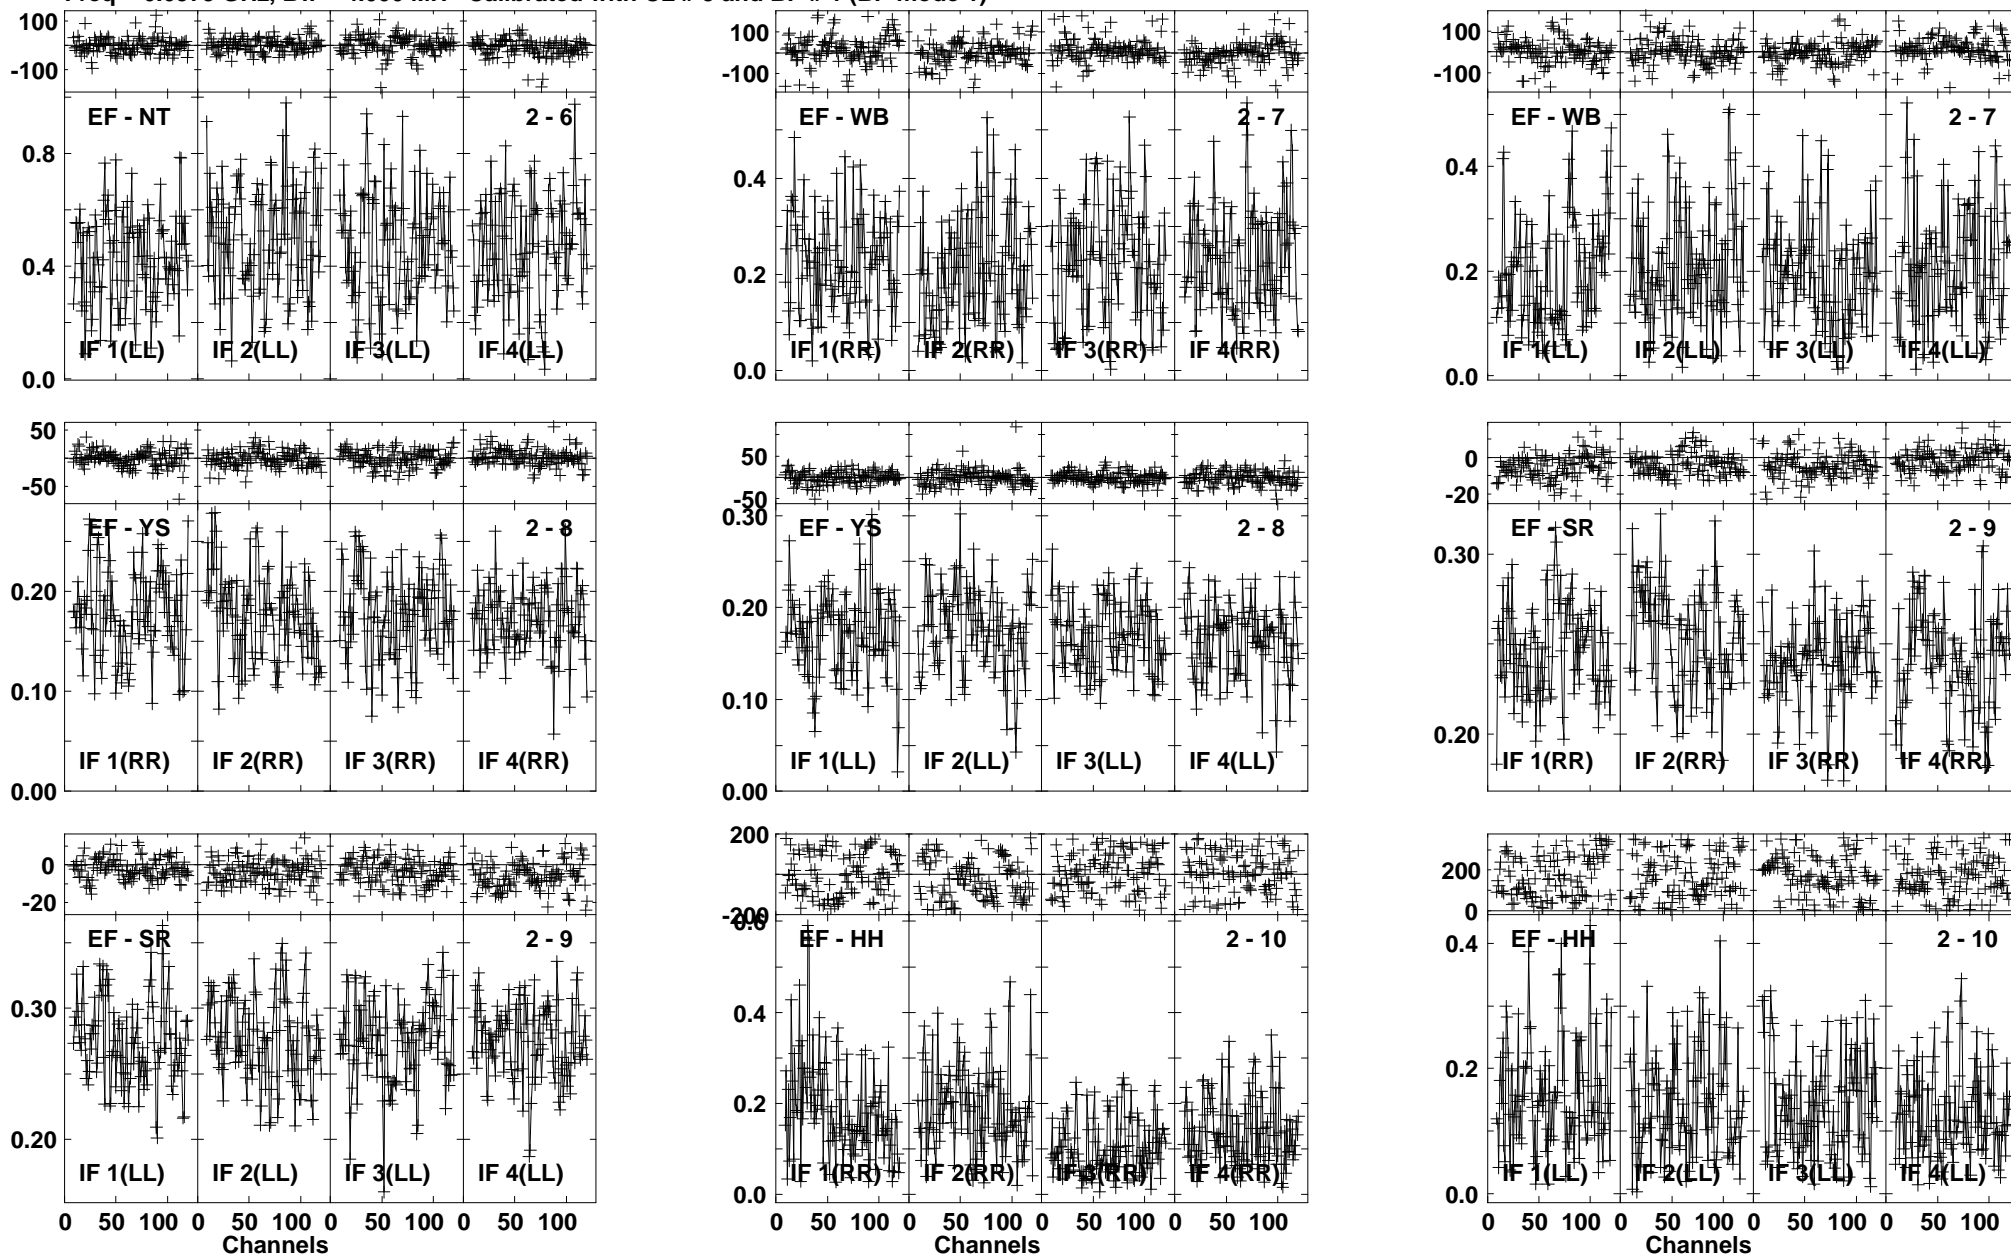 100
-100
EF - NT 2 - 6
0.8
0.4
0.0
IF 1(LL) IF 2(LL) IF 3(LL) IF 4(LL)
100
-100
EF - WB 2 - 7
0.4
0.2
0.0
IF 1(RR) IF 2(RR) IF 3(RR) IF 4(RR)
100
-100
EF - WB 2 - 7
0.4
0.2
0.0
IF 1(LL) IF 2(LL) IF 3(LL) IF 4(LL)
50
-50
EF - YS 2 - 8
0.20
0.10
0.00
IF 1(RR) IF 2(RR) IF 3(RR) IF 4(RR)
50
-50
0.30
EF - YS 2 - 8
0.20
0.10
0.00
IF 1(LL) IF 2(LL) IF 3(LL) IF 4(LL)
0
-20
EF - SR 2 - 9
0.30
0.20
IF 1(RR) IF 2(RR) IF 3(RR) IF 4(RR)
0
-20
EF - SR 2 - 9
0.30
0.20
IF 1(LL) IF 2(LL) IF 3(LL) IF 4(LL)
0 50 100 0 50 100 0 50 100 0 50 100
Channels
200
-200
0.6
EF - HH 2 - 10
0.4
0.2
0.0
IF 1(RR) IF 2(RR) IF 3(RR) IF 4(RR)
0 50 100 0 50 100 0 50 100 0 50 100
Channels
200
0
EF - HH 2 - 10
0.4
0.2
0.0
IF 1(LL) IF 2(LL) IF 3(LL) IF 4(LL)
0 50 100 0 50 100 0 50 100 0 50 100
Channels